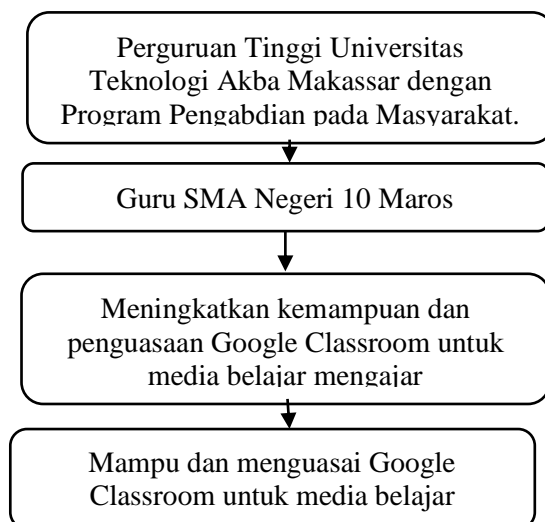 Perguruan Tinggi Universitas
Teknologi Akba Makassar dengan
Program Pengabdian pada Masyarakat.
Guru SMA Negeri 10 Maros
Meningkatkan kemampuan dan
penguasaan Google Classroom untuk
media belajar mengajar
Mampu dan menguasai Google
Classroom untuk media belajar